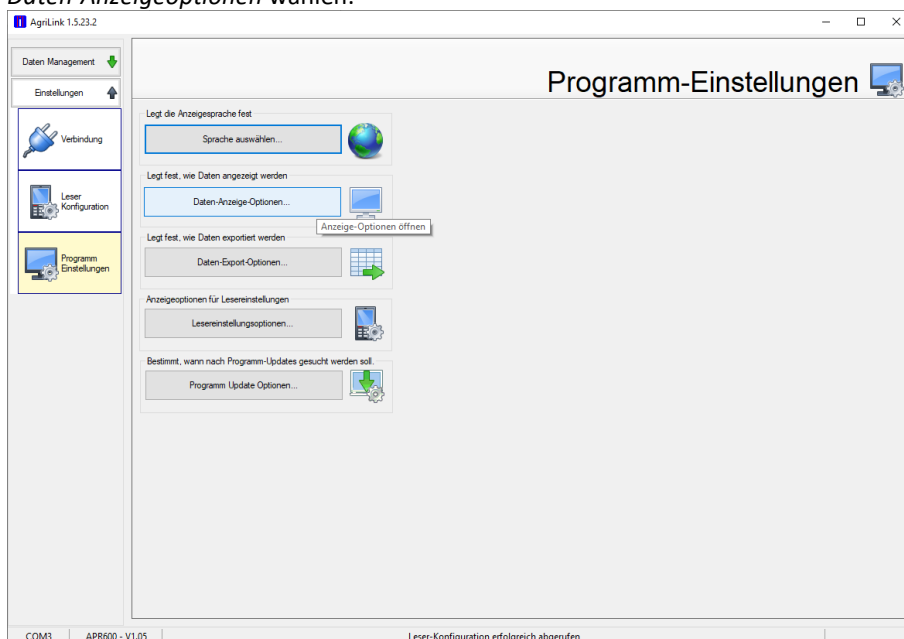 Daten-Anzeigeoptionen wählen.
AgriLink 1.5.23.2
Daten Management
Einstellungen
Verbindung
Leser
Konfiguration
Programm
Einstellungen
Programm-Einstellungen
Legt die Anzeigesprache fest
Sprache auswählen...
Legt fest, wie Daten angezeigt werden
Daten-Anzeige-Optionen...
Anzeige-Optionen öffnen
Legt fest, wie Daten exportiert werden
Daten-Export-Optionen...
Anzeigeoptionen für Lesereinstellungen
Lesereinstellungsoptionen...
Bestimmt, wann nach Programm-Updates gesucht werden soll.
Programm Update Optionen...
COM3 APR600 - V1.05 Leser-Konfiguration erfolgreich abgerufen